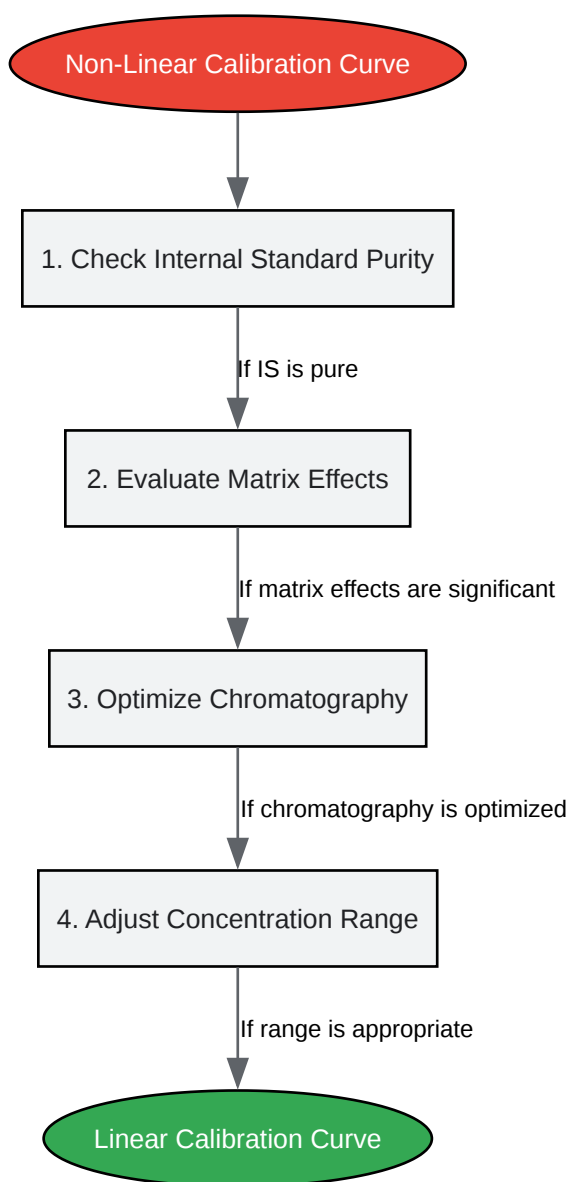 Non-Linear Calibration Curve
1. Check Internal Standard Purity
If IS is pure
2. Evaluate Matrix Effects
If matrix effects are significant
3. Optimize Chromatography
If chromatography is optimized
4. Adjust Concentration Range
If range is appropriate
Linear Calibration Curve